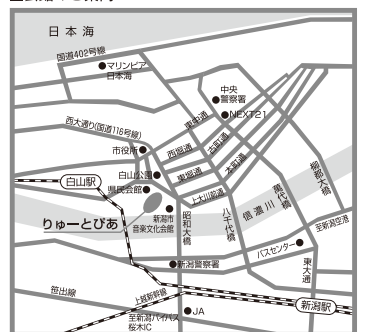 日本海
国道402号線
マリンピア
日本海
中央
警察署
NEXT21
西大通り(国道116号線)
東中通
市役所
西堀通
本町通
白山公園
東堀通
本町通
白山駅
県民会館
上大川前通
柳都大橋
萬代橋
信濃川
新潟市
音楽文化会館
りゅーとぴあ
昭和大橋
八千代橋
至新潟空港
バスセンター
東大通
新潟警察署
笹出線
上越新幹線
新潟駅
至新潟バイパス
桜木IC
JA